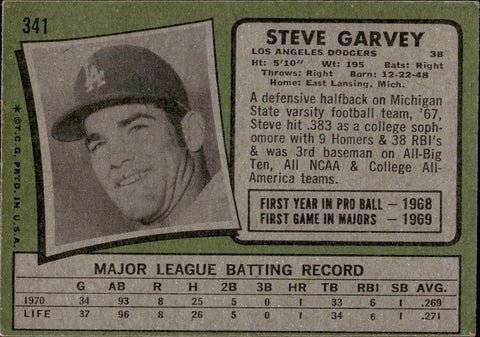 341
STEVE GARVEY
LOS ANGELES DODGERS 3B
Ht: 5'10" Wt: 195 Bats: Right
Throws: Right Born: 12-22-48
Home: East Lansing, Mich.
A defensive halfback on Michigan
State varsity football team, '67,
Steve hit .383 as a college soph-
omore with 9 Homers & 38 RBI's
& was 3rd baseman on All-Big
Ten, All NCAA & College All-
America teams.
FIRST YEAR IN PRO BALL – 1968
FIRST GAME IN MAJORS – 1969
LA
* ©T.C.G. PRTD. IN U.S.A.
MAJOR LEAGUE BATTING RECORD
G AB R H 2B 3B HR TB RBI SB AVG.
1970 34 93 8 25 5 0 1 33 6 1 .269
LIFE 37 96 8 26 5 0 1 34 6 1 .271